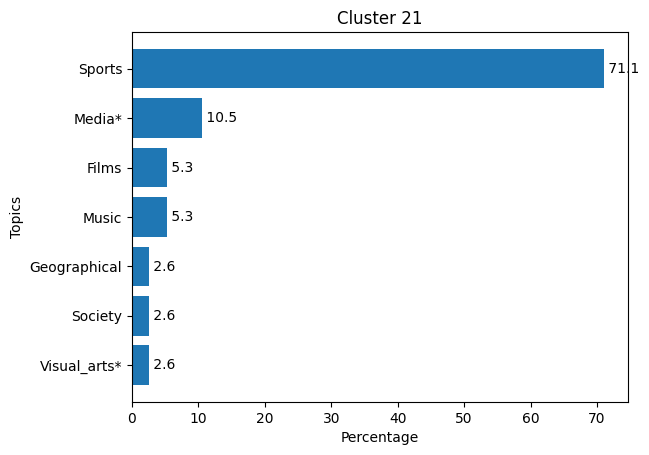 Cluster 21
Topics
Sports 71.1
Media* 10.5
Films 5.3
Music 5.3
Geographical 2.6
Society 2.6
Visual_arts* 2.6
0 10 20 30 40 50 60 70
Percentage